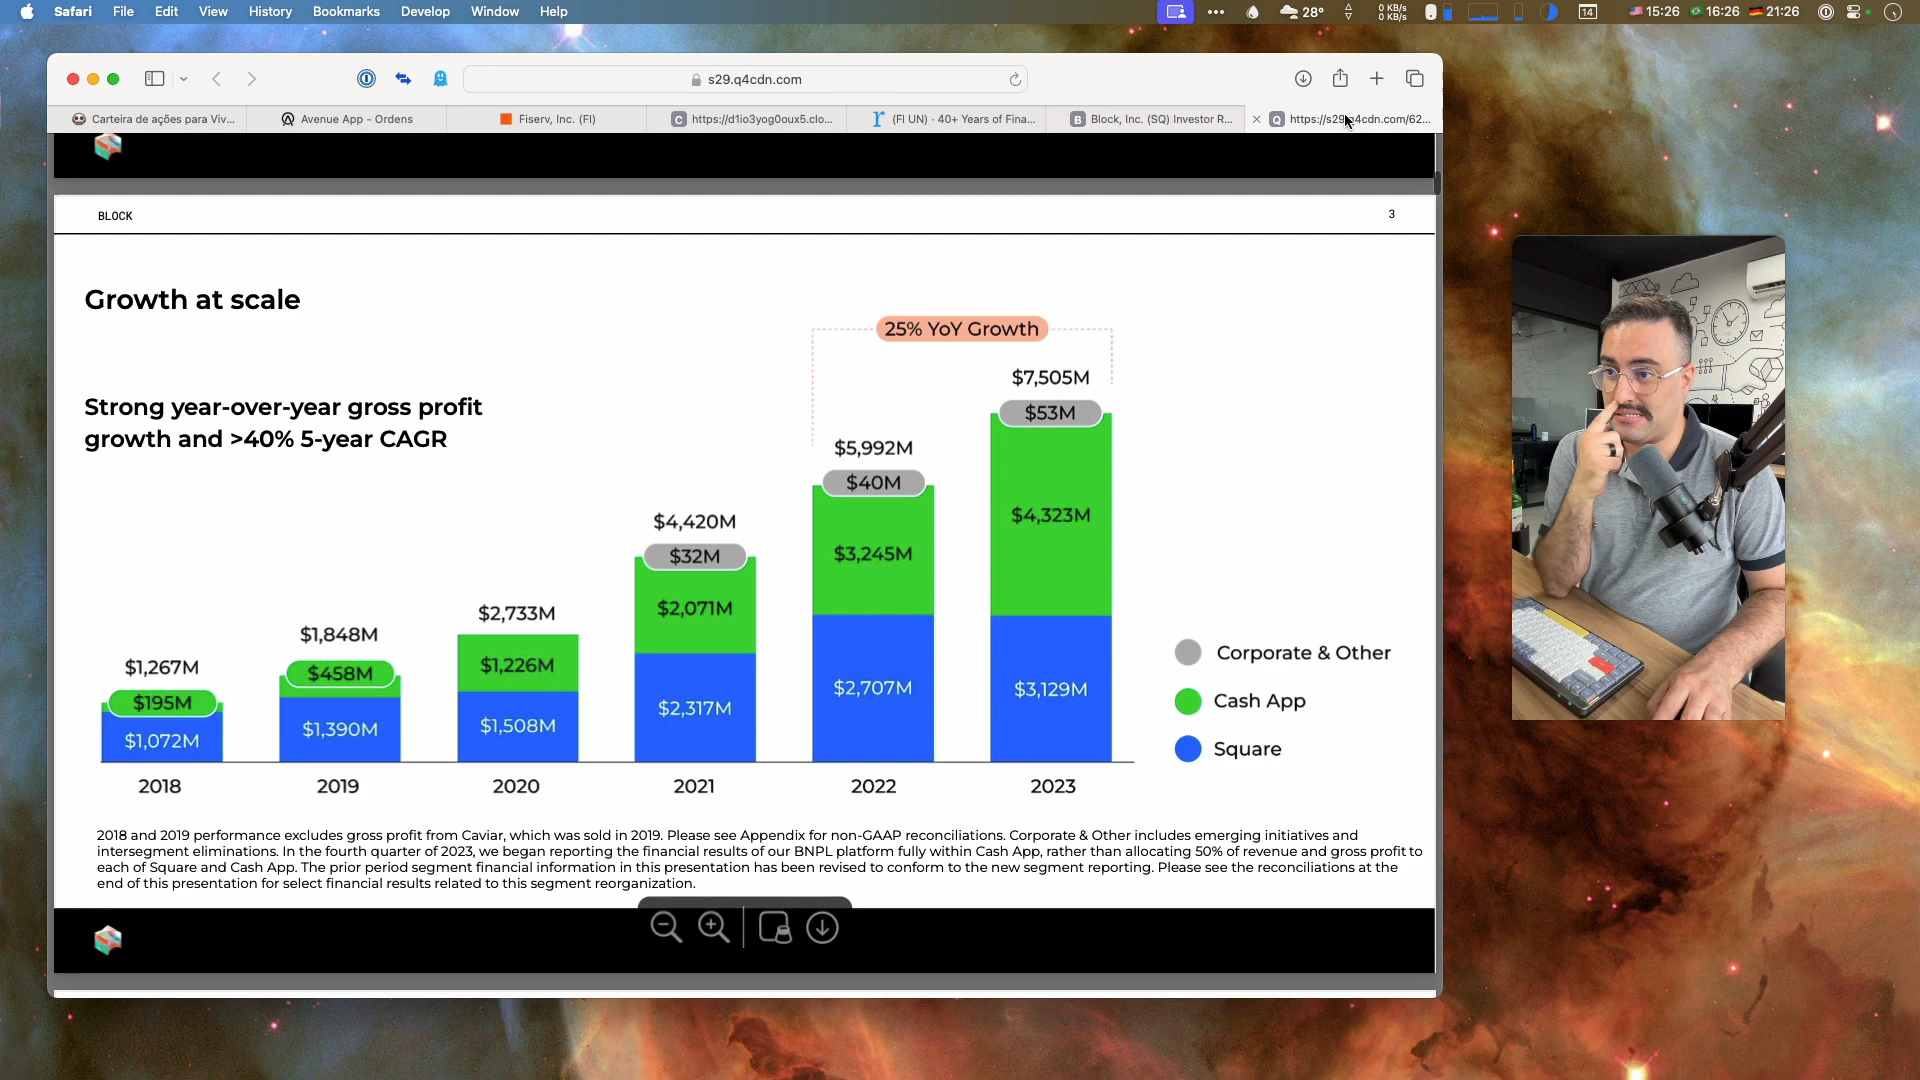 Safari File Edit View History Bookmarks Develop Window Help
28° 0 KB/s 0 KB/s 14 15:26 16:26 21:26
s29.q4cdn.com
Carteira de ações para Viv... Avenue App - Ordens Fiserv, Inc. (FI) C https://d1io3yog0oux5.clo... (FI UN) · 40+ Years of Fina... B Block, Inc. (SQ) Investor R... Q https://s29.q4cdn.com/62...
BLOCK 3
Growth at scale
25% YoY Growth
Strong year-over-year gross profit
growth and >40% 5-year CAGR
$7,505M
$53M
$4,323M
$3,129M
$5,992M
$40M
$3,245M
$2,707M
$4,420M
$32M
$2,071M
$2,317M
$2,733M
$1,226M
$1,508M
$1,848M
$458M
$1,390M
$1,267M
$195M
$1,072M
Corporate & Other
Cash App
Square
2018 2019 2020 2021 2022 2023
2018 and 2019 performance excludes gross profit from Caviar, which was sold in 2019. Please see Appendix for non-GAAP reconciliations. Corporate & Other includes emerging initiatives and
intersegment eliminations. In the fourth quarter of 2023, we began reporting the financial results of our BNPL platform fully within Cash App, rather than allocating 50% of revenue and gross profit to
each of Square and Cash App. The prior period segment financial information in this presentation has been revised to conform to the new segment reporting. Please see the reconciliations at the
end of this presentation for select financial results related to this segment reorganization.